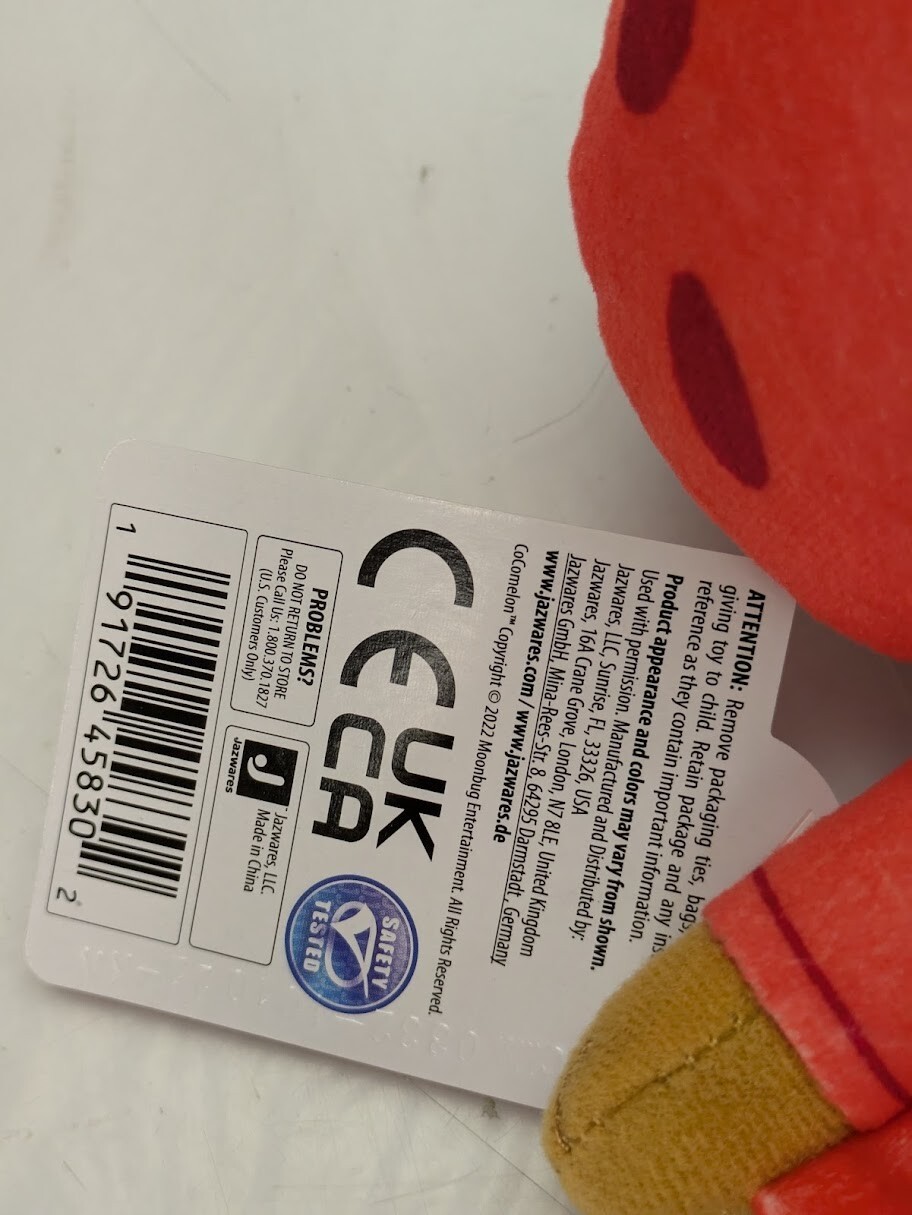 ATTENTION: Remove packaging ties, bags
giving toy to child. Retain package and any
reference as they contain important information.
Product appearance and colors may vary from shown.
Used with permission. Manufactured and Distributed by:
Jazwares, LLC, Sunrise, FL, 33326, USA
Jazwares, 16A Crane Grove, London, N7 8LE, United Kingdom
Jazwares GmbH, Mina-Rees-Str. 8, 64295 Darmstadt, Germany
www.jazwares.com / www.jazwares.de
CoComelon™ Copyright © 2022 Moonbug Entertainment. All Rights Reserved.
CE
UK
CA
SAFETY
TESTED
PROBLEMS?
DO NOT RETURN TO STORE
Please Call Us: 1.800.370.1827
(U.S. Customers Only)
Jazwares
Jazwares, LLC.
Made in China
1 91726 45830 2